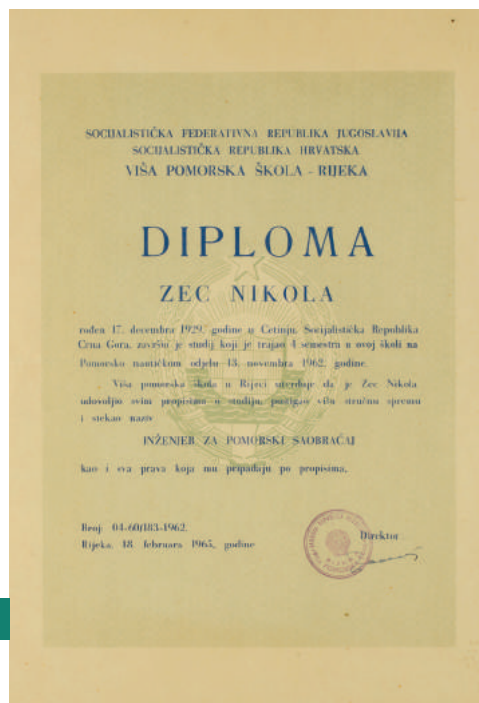 SOCIJALISTIČKA FEDERATIVNA REPUBLIKA JUGOSLAVIJA
SOCIJALISTIČKA REPUBLIKA HRVATSKA
VIŠA POMORSKA ŠKOLA - RIJEKA
DIPLOMA
ZEC NIKOLA
rođen 17. decembra 1929. godine u Cetinju, Socijalistička Republika
Crna Gora, završio je studij koji je trajao 4 semestra u ovoj školi na
Pomorsko nautičkom odjelu 13. novembra 1962. godine.
Viša pomorska škola u Rijeci utvrđuje da je Zec Nikola
udovoljio svim propisima o studiju, postigao višu stručnu spremu
i stekao naziv
INŽENJER ZA POMORSKI SAOBRAĆAJ
kao i sva prava koja mu pripadaju po propisima.
Broj: 04-60/183-1962.
Rijeka, 18. februara 1965. godine
Direktor
RIJEKA